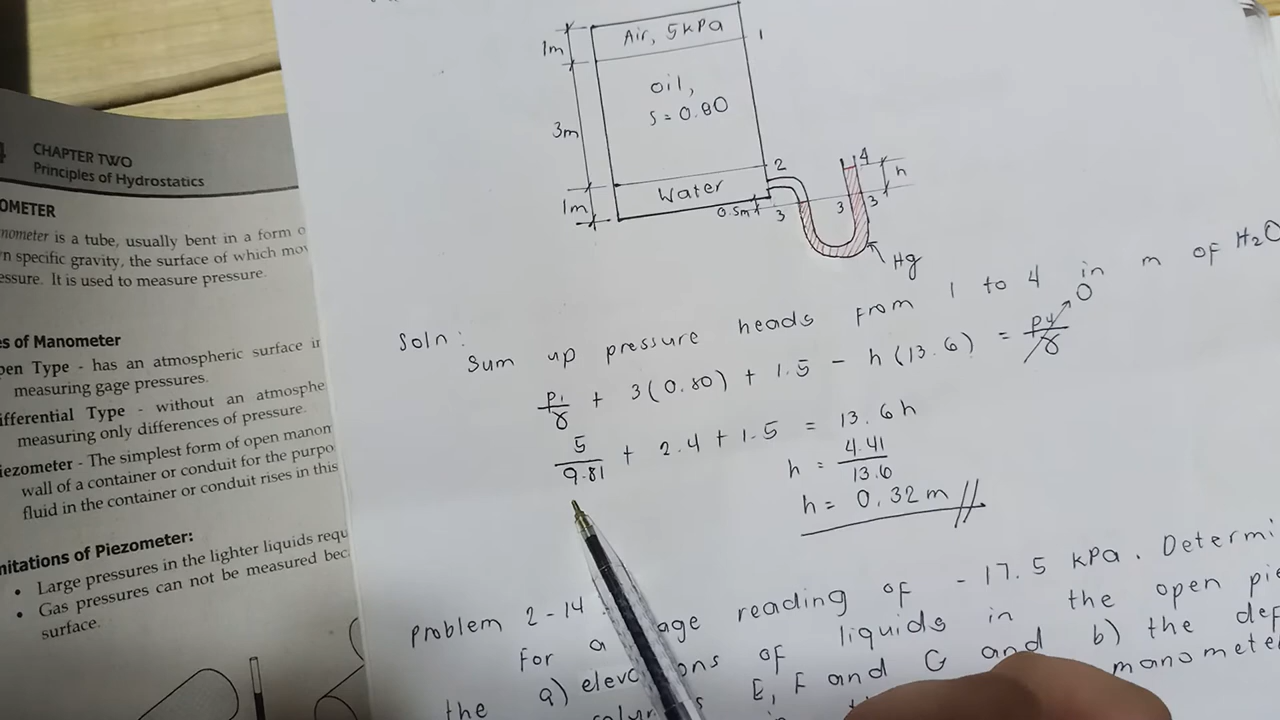 4
CHAPTER TWO
Principles of Hydrostatics
OMETER
nometer is a tube, usually bent in a form o
n specific gravity, the surface of which mov
essure. It is used to measure pressure.
es of Manometer
pen Type - has an atmospheric surface in
measuring gage pressures.
ifferential Type - without an atmosphe
measuring only differences of pressure.
iezometer - The simplest form of open manon
wall of a container or conduit for the purpo
fluid in the container or conduit rises in this
nitations of Piezometer:
• Large pressures in the lighter liquids requ
• Gas pressures can not be measured beca
surface.
1m
Air, 5kPa
1
oil,
S = 0.80
3m
2
4
h
Water
1m
0.5m
3
3
3
Hg
Soln:
Sum up pressure heads from 1 to 4 in m of H2O
P1/γ + 3(0.80) + 1.5 - h(13.6) = P4/γ → 0
5/9.81 + 2.4 + 1.5 = 13.6h
h = 4.41/13.6
h = 0.32m //
problem 2-14
For a age reading of -17.5 kPa. Determi
the a) elev ons of liquids in the open pie
E, F and G and b) the def
manomete